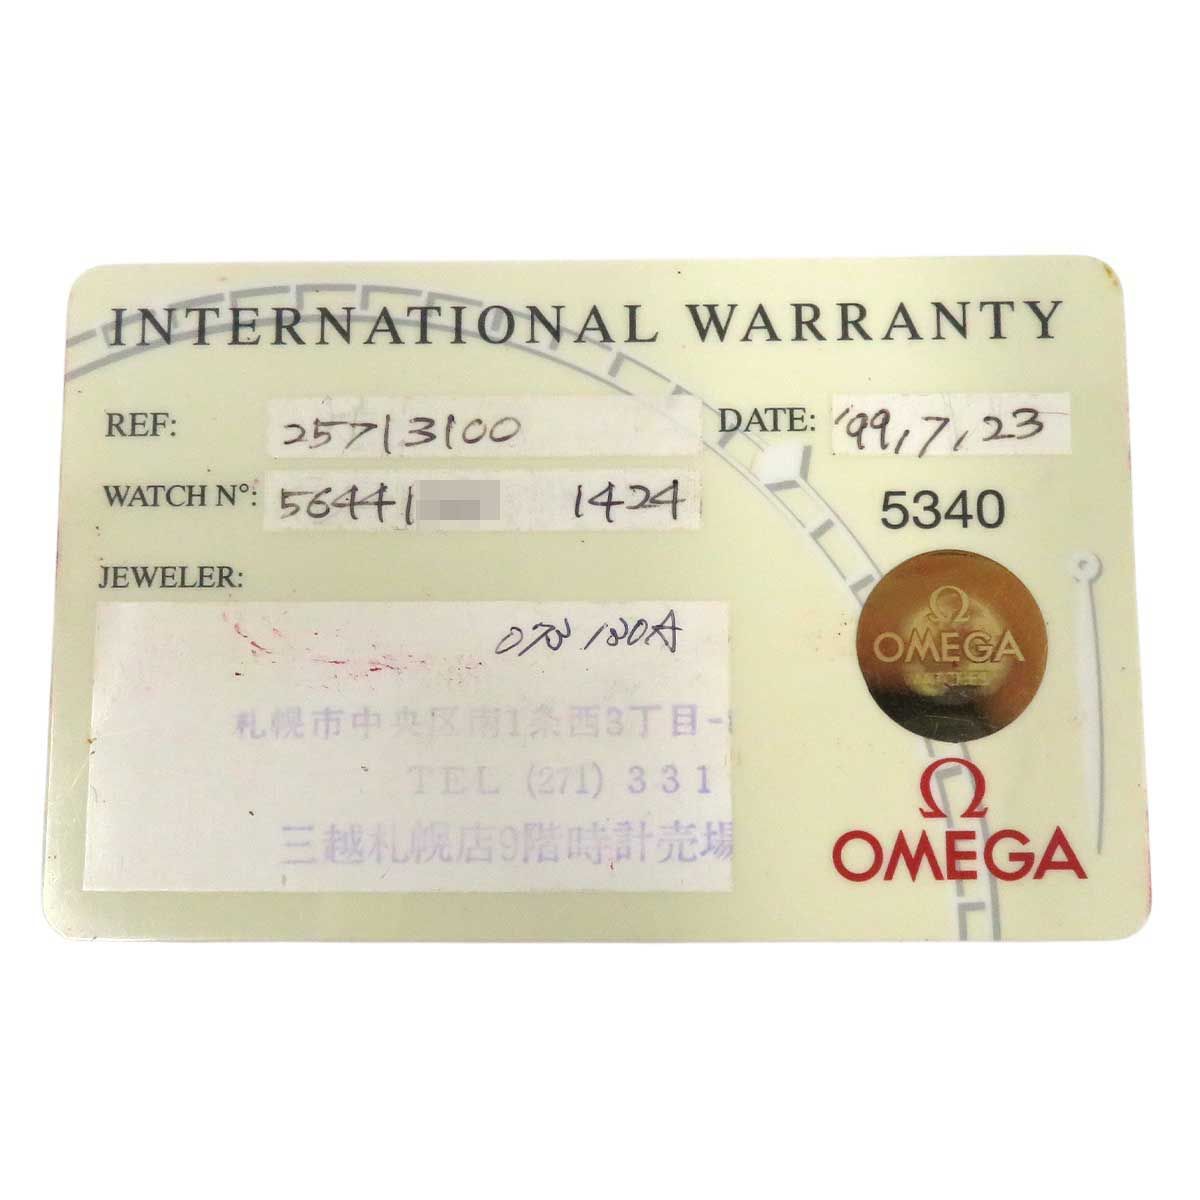 INTERNATIONAL WARRANTY
REF: 25713100 DATE: '99,7,23
WATCH N°: 56441 1424
5340
JEWELER:
Ω
OMEGA
WATCHES
札幌市中央区南1条西3丁目-
TEL (271) 331
三越札幌店9階時計売場
Ω
OMEGA